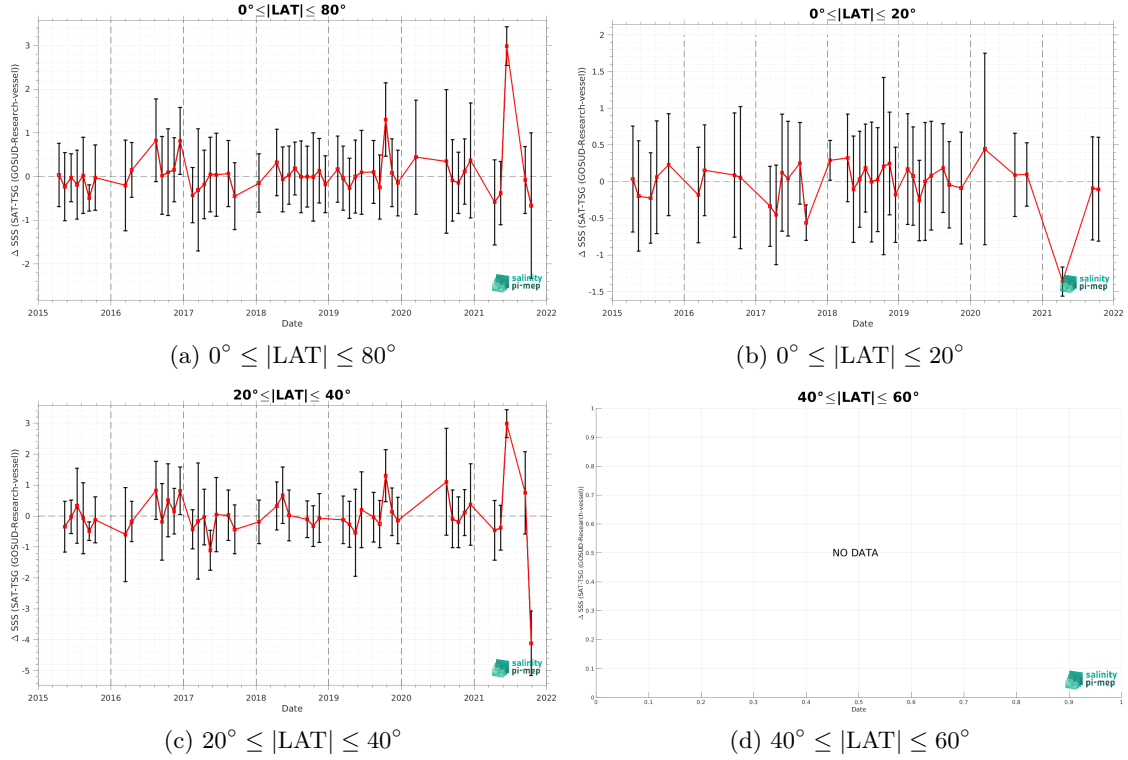 0°≤|LAT|≤ 80°
Δ SSS (SAT-TSG (GOSUD-Research-vessel))
3
2
1
0
-1
-2
2015 2016 2017 2018 2019 2020 2021 2022
Date
salinity
pi-mep
(a) 0° ≤ |LAT| ≤ 80°
0°≤|LAT|≤ 20°
Δ SSS (SAT-TSG (GOSUD-Research-vessel))
2
1.5
1
0.5
0
-0.5
-1
-1.5
2015 2016 2017 2018 2019 2020 2021 2022
Date
salinity
pi-mep
(b) 0° ≤ |LAT| ≤ 20°
20°≤|LAT|≤ 40°
Δ SSS (SAT-TSG (GOSUD-Research-vessel))
3
2
1
0
-1
-2
-3
-4
-5
2015 2016 2017 2018 2019 2020 2021 2022
Date
salinity
pi-mep
(c) 20° ≤ |LAT| ≤ 40°
40°≤|LAT|≤ 60°
Δ SSS (SAT-TSG (GOSUD-Research-vessel))
1
0.9
0.8
0.7
0.6
0.5
0.4
0.3
0.2
0.1
0
NO DATA
0 0.1 0.2 0.3 0.4 0.5 0.6 0.7 0.8 0.9 1
Date
salinity
pi-mep
(d) 40° ≤ |LAT| ≤ 60°